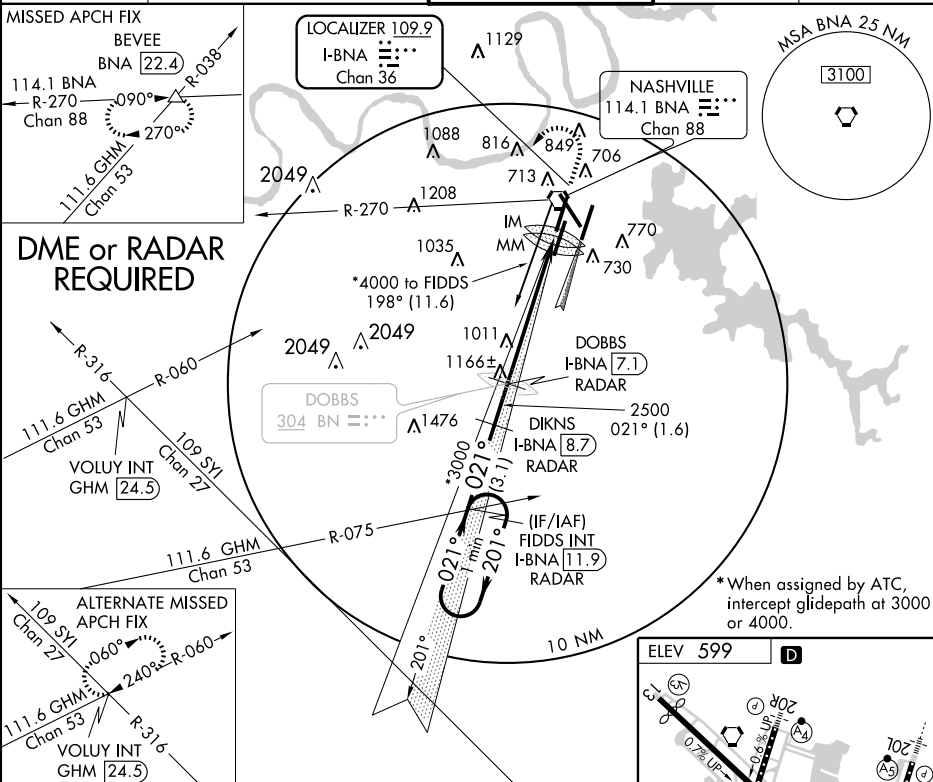 MISSED APCH FIX
BEVEE
BNA 22.4
R-038
114.1 BNA
R-270
Chan 88
090°
270°
111.6 GHM
Chan 53
LOCALIZER 109.9
I-BNA
Chan 36
1129
NASHVILLE
114.1 BNA
Chan 88
MSA BNA 25 NM
3100
1088
816
849
706
713
2049
1208
R-270
IM
MM
770
730
1035
DME or RADAR
REQUIRED
*4000 to FIDDS
198° (11.6)
2049
2049
1011
1166±
DOBBS
I-BNA 7.1
RADAR
DOBBS
304 BN
1476
2500
021° (1.6)
DIKNS
I-BNA 8.7
RADAR
R-316
R-060
111.6 GHM
Chan 53
109 SYI
Chan 27
VOLUY INT
GHM 24.5
*3000
021°
(3.1)
R-075
111.6 GHM
Chan 53
(IF/IAF)
FIDDS INT
I-BNA 11.9
RADAR
021°
1 min
201°
201°
10 NM
*When assigned by ATC,
intercept glidepath at 3000
or 4000.
ALTERNATE MISSED
APCH FIX
109 SYI
Chan 27
060°
240°
R-060
111.6 GHM
Chan 53
R-316
VOLUY INT
GHM 24.5
ELEV 599
D
13
V3
0.7% UP
0.6% UP
20R
P
A4
20L
A5
P